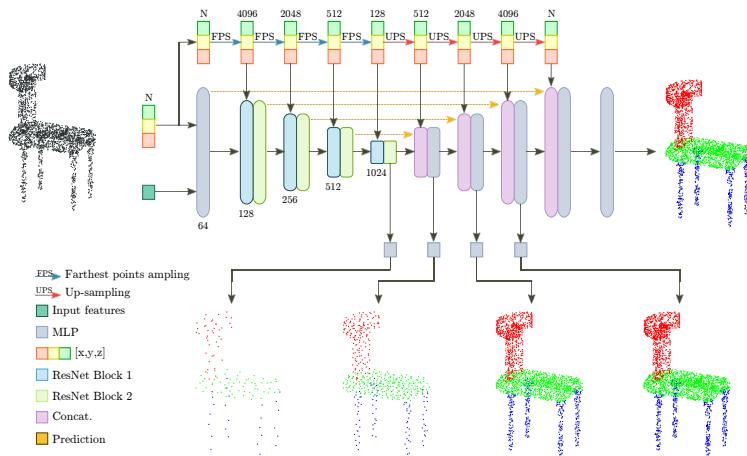 N 4096 2048 512 128 512 2048 4096 N
FPS FPS FPS FPS UPS UPS UPS UPS
N
64
128
256
512
1024
FPS Farthest points ampling
UPS Up-sampling
Input features
MLP
[x,y,z]
ResNet Block 1
ResNet Block 2
Concat.
Prediction